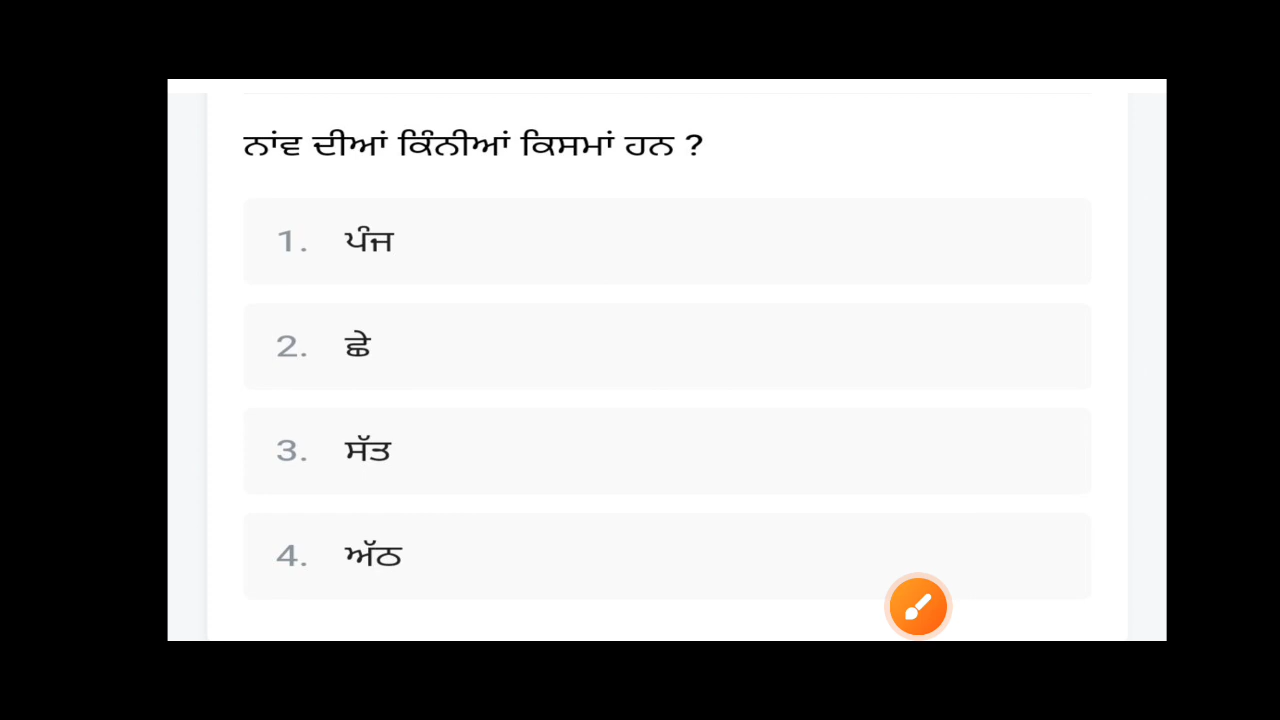 ਨਾਂਵ ਦੀਆਂ ਕਿੰਨੀਆਂ ਕਿਸਮਾਂ ਹਨ ?
1. ਪੰਜ
2. ਛੇ
3. ਸੱਤ
4. ਅੱਠ